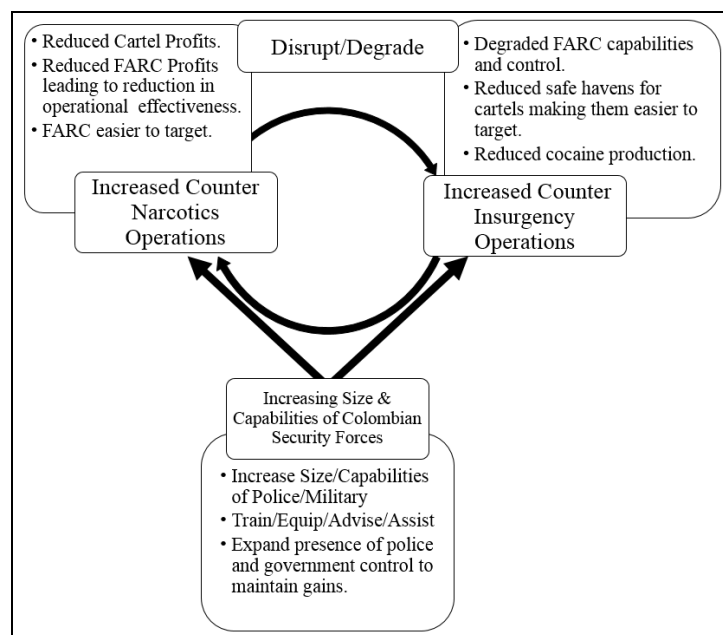 • Reduced Cartel Profits.
• Reduced FARC Profits
leading to reduction in
operational effectiveness.
• FARC easier to target.
Disrupt/Degrade
• Degraded FARC capabilities
and control.
• Reduced safe havens for
cartels making them easier to
target.
• Reduced cocaine production.
Increased Counter
Narcotics
Operations
Increased Counter
Insurgency
Operations
Increasing Size &
Capabilities of Colombian
Security Forces
• Increase Size/Capabilities
of Police/Military
• Train/Equip/Advise/Assist
• Expand presence of police
and government control to
maintain gains.